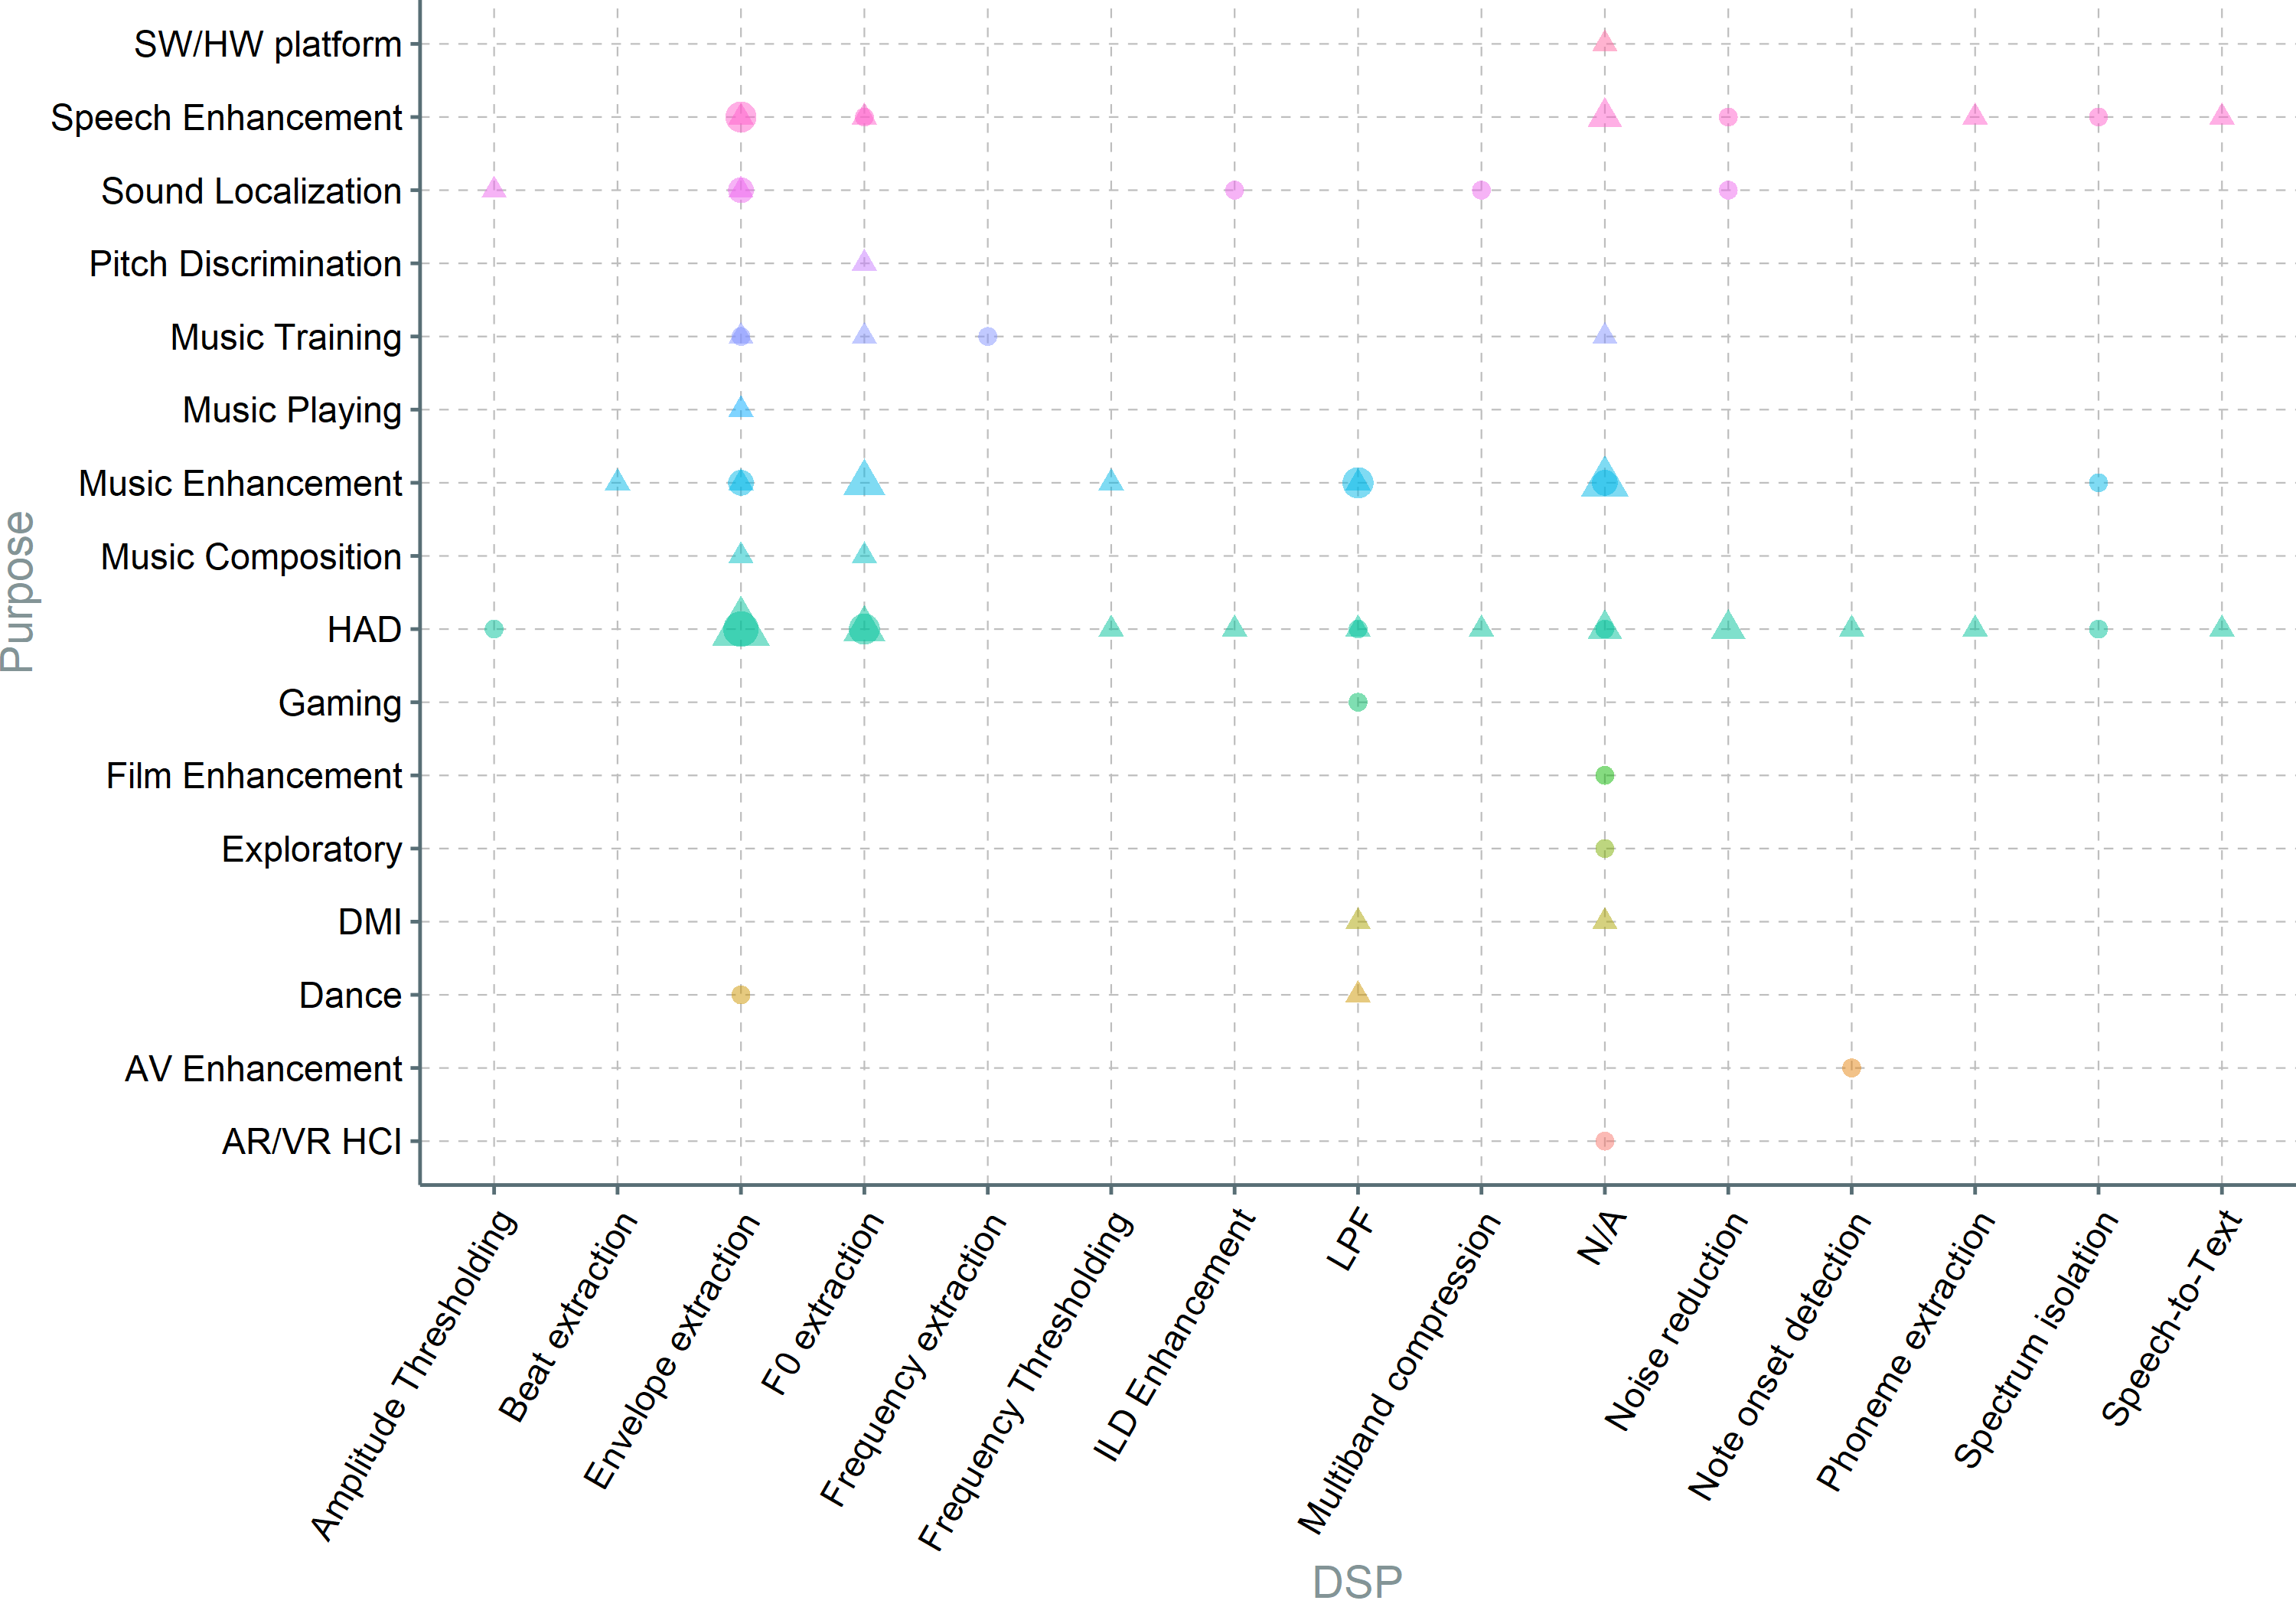 Purpose
SW/HW platform
Speech Enhancement
Sound Localization
Pitch Discrimination
Music Training
Music Playing
Music Enhancement
Music Composition
HAD
Gaming
Film Enhancement
Exploratory
DMI
Dance
AV Enhancement
AR/VR HCI
Amplitude Thresholding
Beat extraction
Envelope extraction
F0 extraction
Frequency extraction
Frequency Thresholding
ILD Enhancement
LPF
Multiband compression
N/A
Noise reduction
Note onset detection
Phoneme extraction
Spectrum isolation
Speech-to-Text
DSP